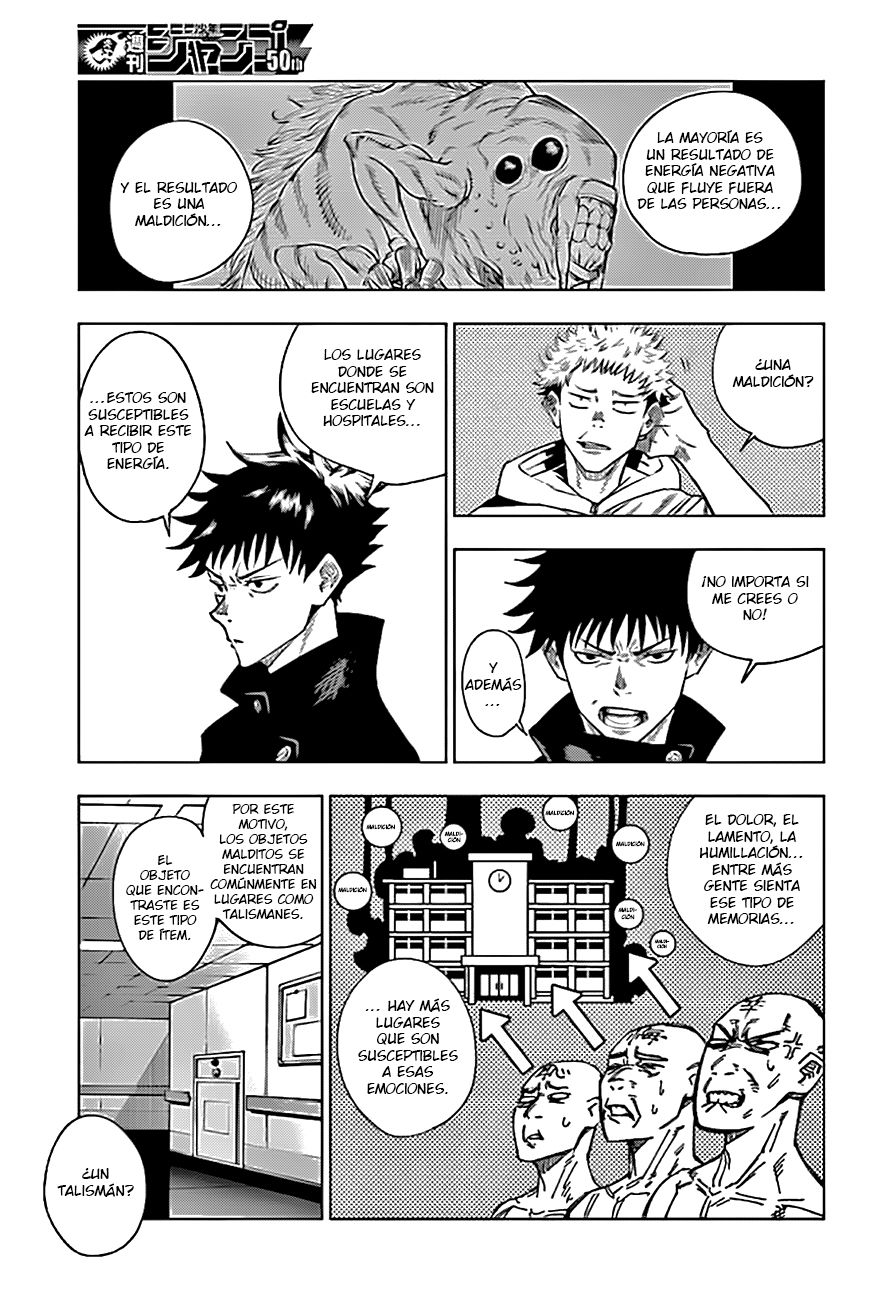 週刊
少年
ジャンプ
50th
LA MAYORÍA ES
UN RESULTADO DE
ENERGÍA NEGATIVA
QUE FLUYE FUERA
DE LAS PERSONAS...
Y EL RESULTADO
ES UNA
MALDICIÓN...
¿UNA
MALDICIÓN?
LOS LUGARES
DONDE SE
ENCUENTRAN SON
ESCUELAS Y
HOSPITALES...
...ESTOS SON
SUSCEPTIBLES
A RECIBIR ESTE
TIPO DE
ENERGÍA.
¡NO IMPORTA SI
ME CREES O
NO!
Y
ADEMÁS
...
EL DOLOR, EL
LAMENTO, LA
HUMILLACIÓN...
ENTRE MÁS
GENTE SIENTA
ESE TIPO DE
MEMORIAS...
MALDICIÓN
MALDI-
CIÓN
MALDICIÓN
MALDICIÓN
MALDICIÓN
MALDI-
CIÓN
MALDI-
CIÓN
... HAY MÁS
LUGARES
QUE SON
SUSCEPTIBLES
A ESAS
EMOCIONES.
POR ESTE
MOTIVO,
LOS OBJETOS
MALDITOS SE
ENCUENTRAN
COMÚNMENTE EN
LUGARES COMO
TALISMANES.
EL
OBJETO
QUE ENCON-
TRASTE ES
ESTE TIPO
DE ÍTEM.
¿UN
TALISMÁN?